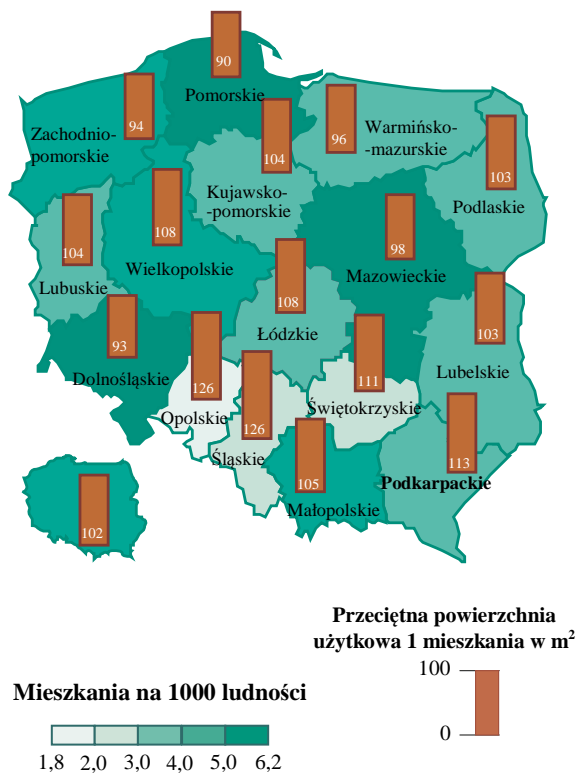 90
Pomorskie
94
Zachodnio-
pomorskie
104
Kujawsko-
-pomorskie
96
Warmińsko-
-mazurskie
103
Podlaskie
104
Lubuskie
108
Wielkopolskie
98
Mazowieckie
108
Łódzkie
103
Lubelskie
93
Dolnośląskie
126
Opolskie
126
Śląskie
111
Świętokrzyskie
105
Małopolskie
113
Podkarpackie
102
Przeciętna powierzchnia
użytkowa 1 mieszkania w m²
100
0
Mieszkania na 1000 ludności
1,8 2,0 3,0 4,0 5,0 6,2